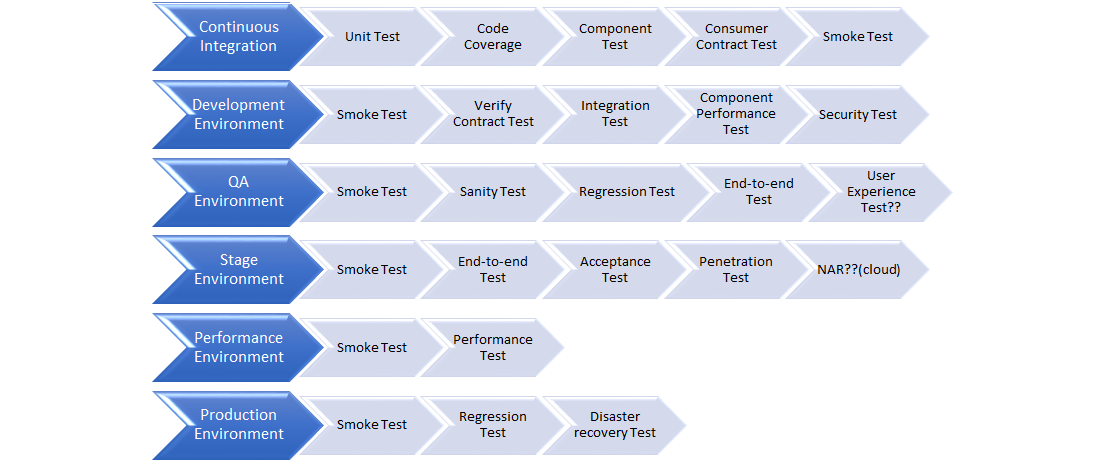 Continuous
Integration
Unit Test
Code
Coverage
Component
Test
Consumer
Contract Test
Smoke Test
Development
Environment
Smoke Test
Verify
Contract Test
Integration
Test
Component
Performance
Test
Security Test
QA
Environment
Smoke Test
Sanity Test
Regression Test
End-to-end
Test
User
Experience
Test??
Stage
Environment
Smoke Test
End-to-end
Test
Acceptance
Test
Penetration
Test
NAR??(cloud)
Performance
Environment
Smoke Test
Performance
Test
Production
Environment
Smoke Test
Regression
Test
Disaster
recovery Test